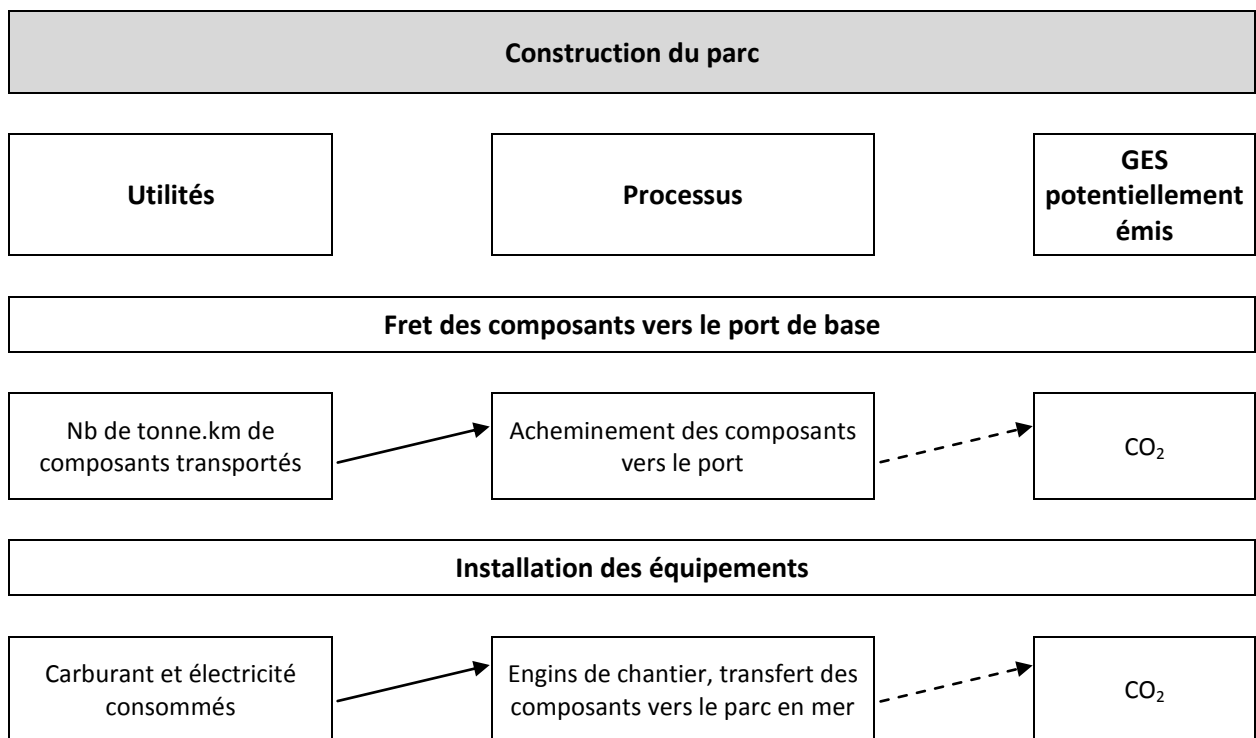 Construction du parc
Utilités
Processus
GES
potentiellement
émis
Fret des composants vers le port de base
Nb de tonne.km de
composants transportés
Acheminement des composants
vers le port
CO₂
Installation des équipements
Carburant et électricité
consommés
Engins de chantier, transfert des
composants vers le parc en mer
CO₂